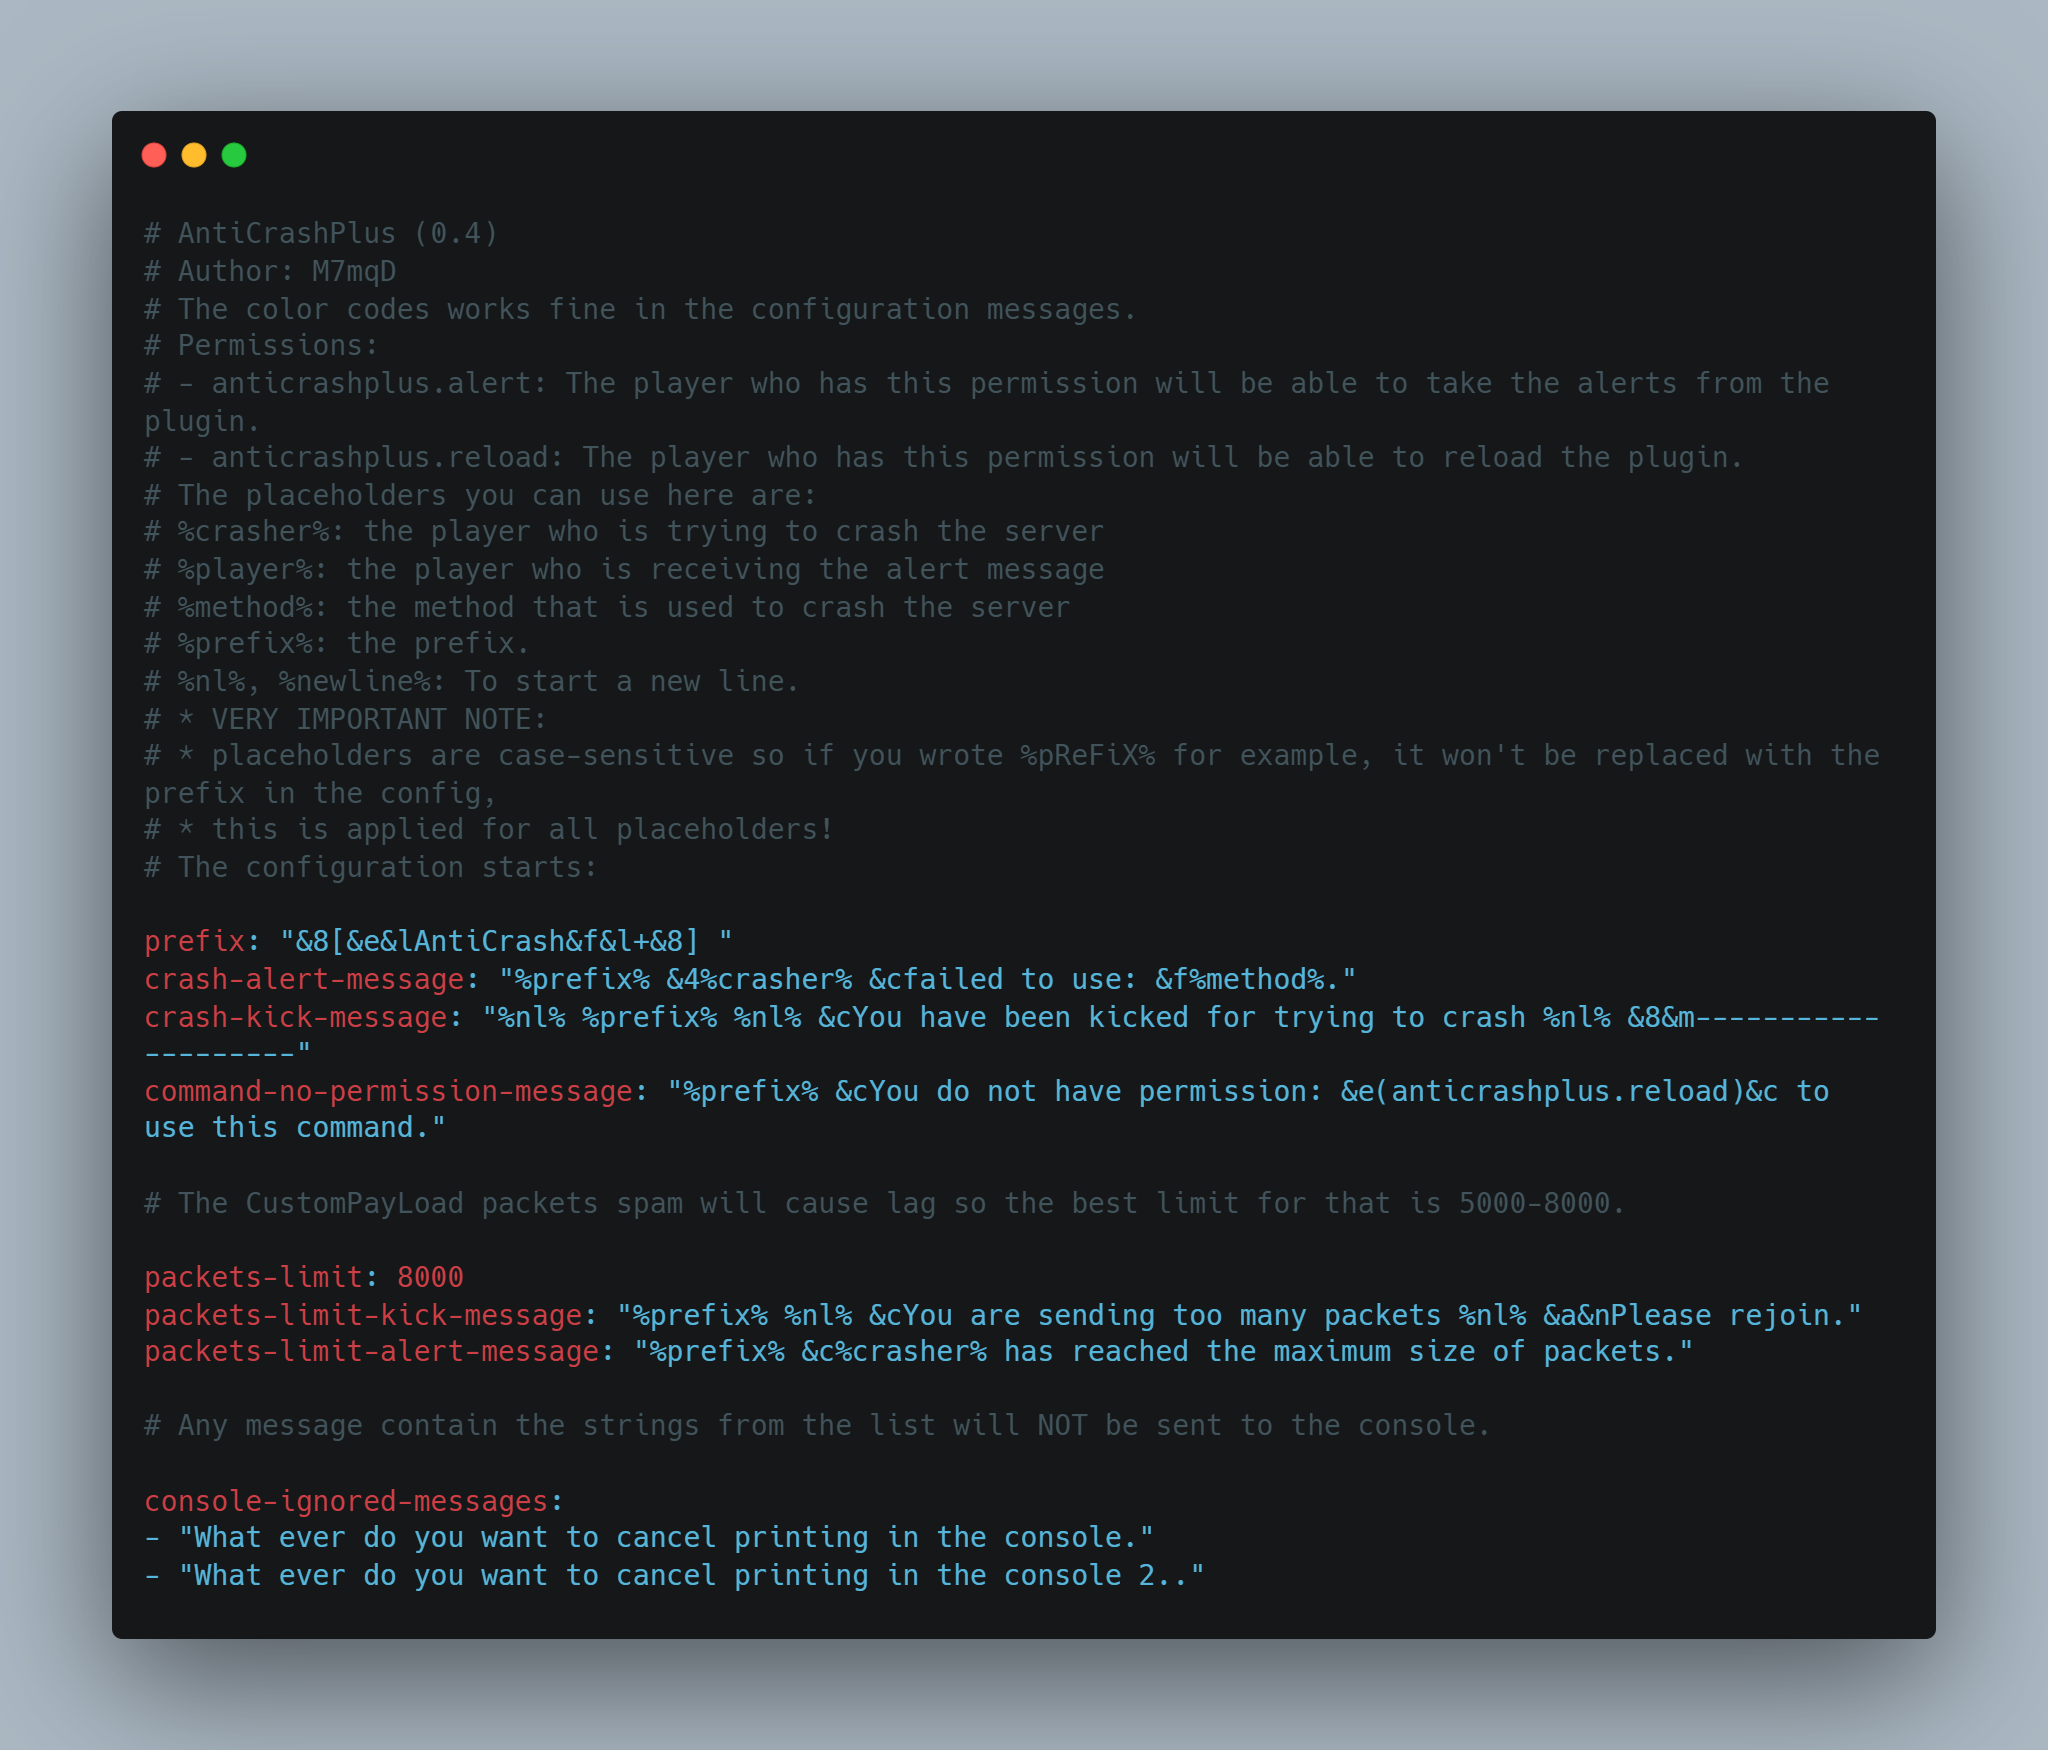 # AntiCrashPlus (0.4)
# Author: M7mqD
# The color codes works fine in the configuration messages.
# Permissions:
# - anticrashplus.alert: The player who has this permission will be able to take the alerts from the
plugin.
# - anticrashplus.reload: The player who has this permission will be able to reload the plugin.
# The placeholders you can use here are:
# %crasher%: the player who is trying to crash the server
# %player%: the player who is receiving the alert message
# %method%: the method that is used to crash the server
# %prefix%: the prefix.
# %nl%, %newline%: To start a new line.
# * VERY IMPORTANT NOTE:
# * placeholders are case-sensitive so if you wrote %pReFiX% for example, it won't be replaced with the
prefix in the config,
# * this is applied for all placeholders!
# The configuration starts:
prefix: "&8[&e&lAntiCrash&f&l+&8] "
crash-alert-message: "%prefix% &4%crasher% &cfailed to use: &f%method%."
crash-kick-message: "%nl% %prefix% %nl% &cYou have been kicked for trying to crash %nl% &8&m-----------
---------"
command-no-permission-message: "%prefix% &cYou do not have permission: &e(anticrashplus.reload)&c to
use this command."
# The CustomPayLoad packets spam will cause lag so the best limit for that is 5000-8000.
packets-limit: 8000
packets-limit-kick-message: "%prefix% %nl% &cYou are sending too many packets %nl% &a&nPlease rejoin."
packets-limit-alert-message: "%prefix% &c%crasher% has reached the maximum size of packets."
# Any message contain the strings from the list will NOT be sent to the console.
console-ignored-messages:
- "What ever do you want to cancel printing in the console."
- "What ever do you want to cancel printing in the console 2.."